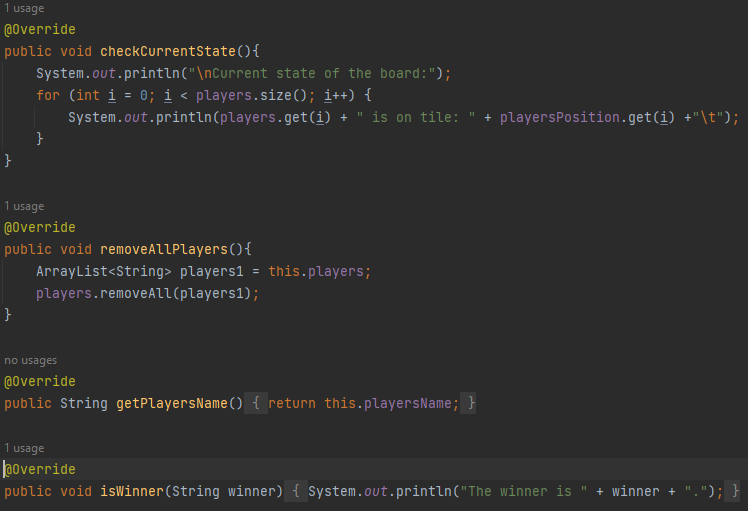 1 usage
@Override
public void checkCurrentState(){
System.out.println("\nCurrent state of the board:");
for (int i = 0; i < players.size(); i++) {
System.out.println(players.get(i) + " is on tile: " + playersPosition.get(i) +"\t");
}
}
1 usage
@Override
public void removeAllPlayers(){
ArrayList<String> players1 = this.players;
players.removeAll(players1);
}
no usages
@Override
public String getPlayersName() { return this.playersName; }
1 usage
@Override
public void isWinner(String winner) { System.out.println("The winner is " + winner + "."); }